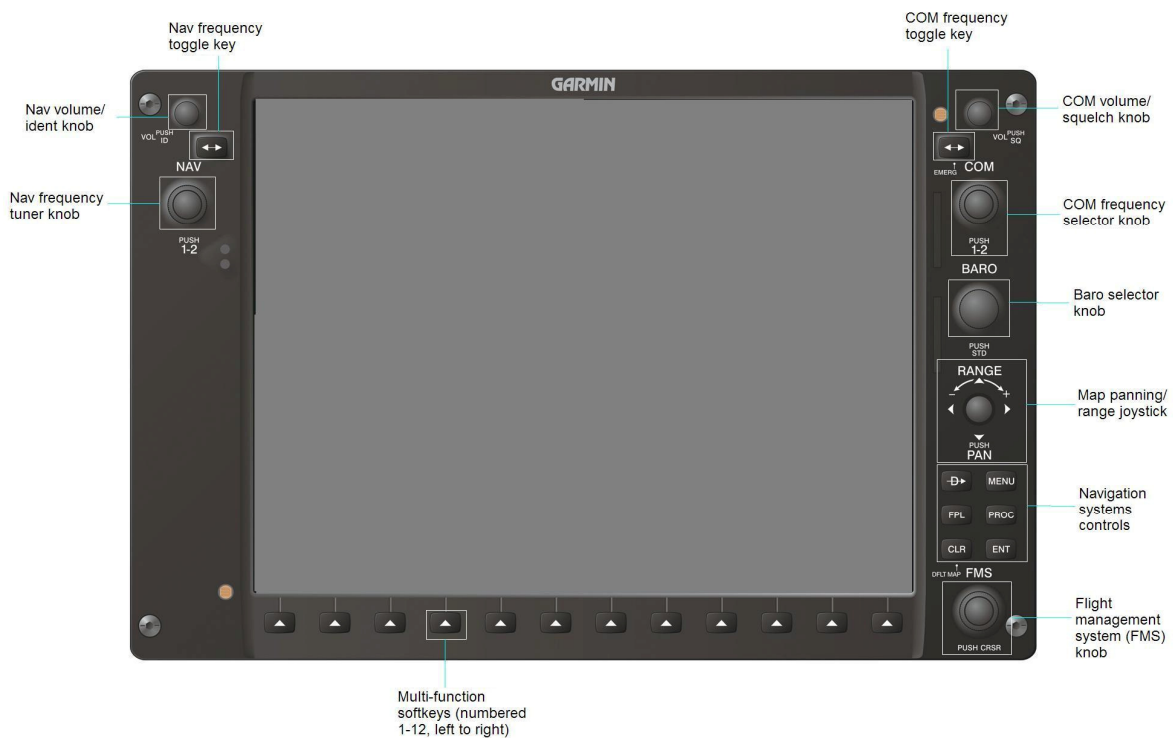 Nav frequency
toggle key
COM frequency
toggle key
GARMIN
Nav volume/
ident knob
VOL PUSH
ID
NAV
Nav frequency
tuner knob
PUSH
1-2
COM volume/
squelch knob
VOL PUSH
SQ
EMERG COM
COM frequency
selector knob
PUSH
1-2
BARO
Baro selector
knob
PUSH
STD
RANGE
- +
Map panning/
range joystick
PUSH
PAN
D MENU
FPL PROC
CLR ENT
Navigation
systems
controls
DFLT MAP FMS
Flight
management
system (FMS)
knob
PUSH CRSR
Multi-function
softkeys (numbered
1-12, left to right)